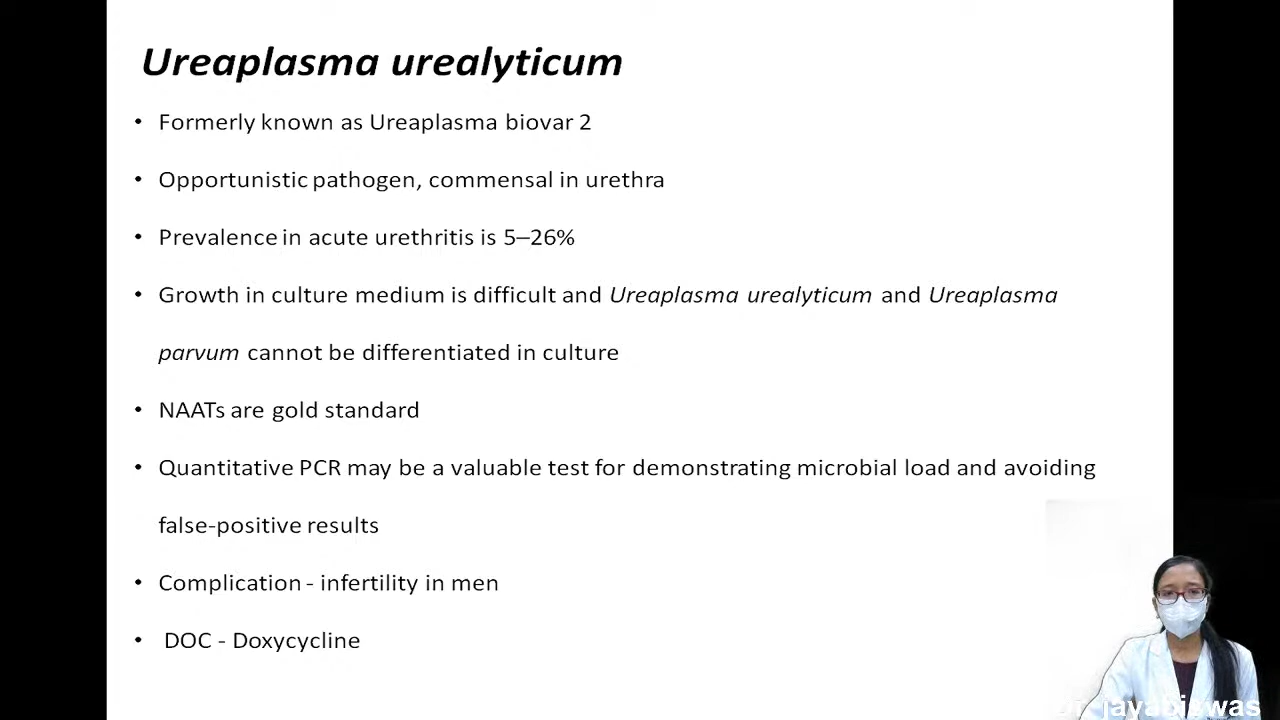 Ureaplasma urealyticum
• Formerly known as Ureaplasma biovar 2
• Opportunistic pathogen, commensal in urethra
• Prevalence in acute urethritis is 5–26%
• Growth in culture medium is difficult and Ureaplasma urealyticum and Ureaplasma
parvum cannot be differentiated in culture
• NAATs are gold standard
• Quantitative PCR may be a valuable test for demonstrating microbial load and avoiding
false-positive results
• Complication - infertility in men
• DOC - Doxycycline
Dr. jayabiswas